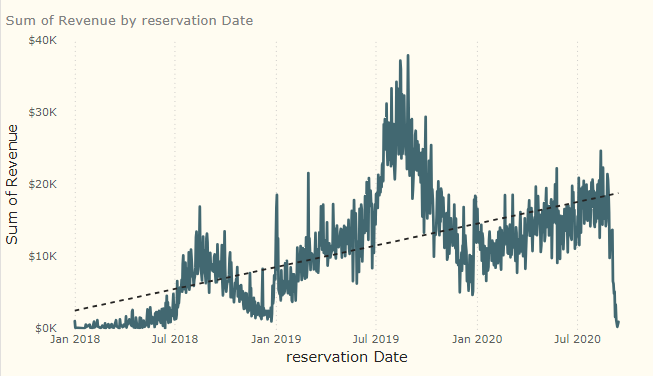 Sum of Revenue by reservation Date
$40K
$30K
$20K
$10K
$0K
Sum of Revenue
Jan 2018 Jul 2018 Jan 2019 Jul 2019 Jan 2020 Jul 2020
reservation Date